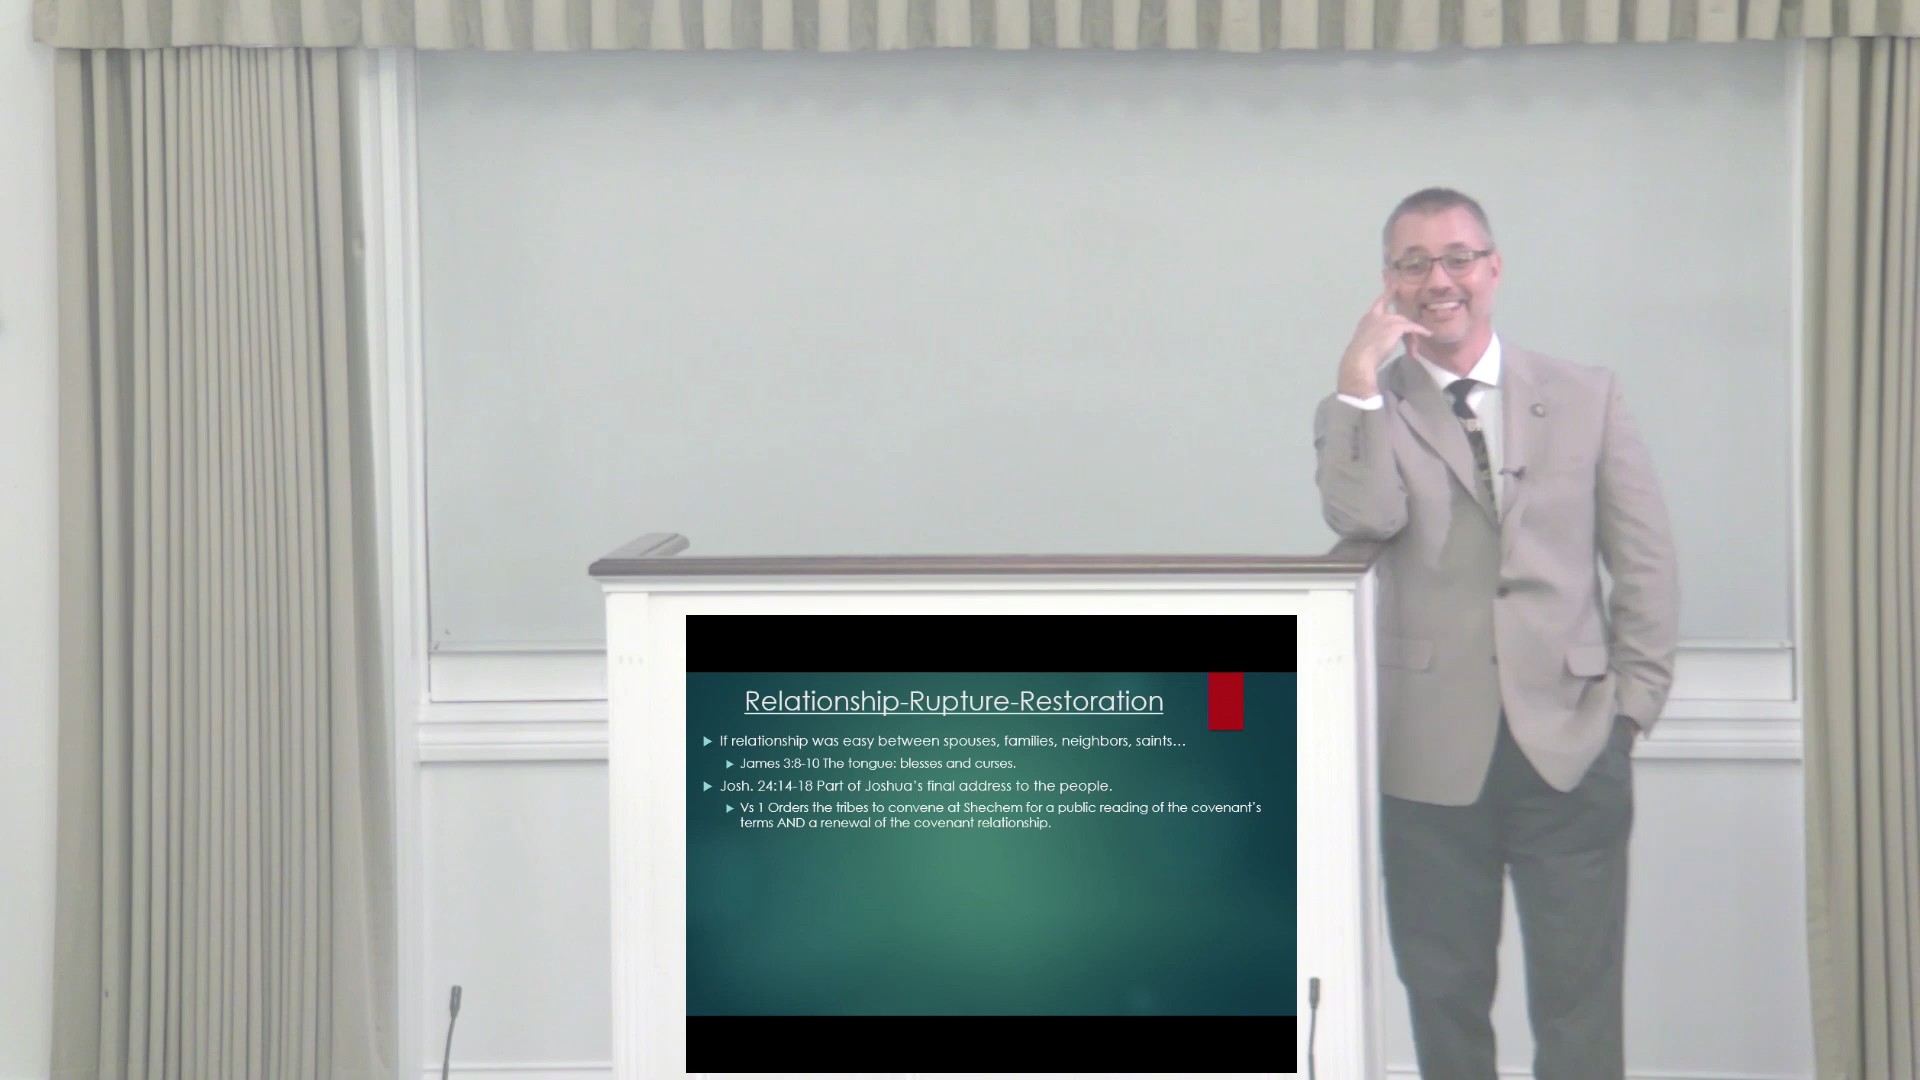 Relationship-Rupture-Restoration
If relationship was easy between spouses, families, neighbors, saints…
James 3:8-10 The tongue: blesses and curses.
Josh. 24:14-18 Part of Joshua's final address to the people.
Vs 1 Orders the tribes to convene at Shechem for a public reading of the covenant's
terms AND a renewal of the covenant relationship.